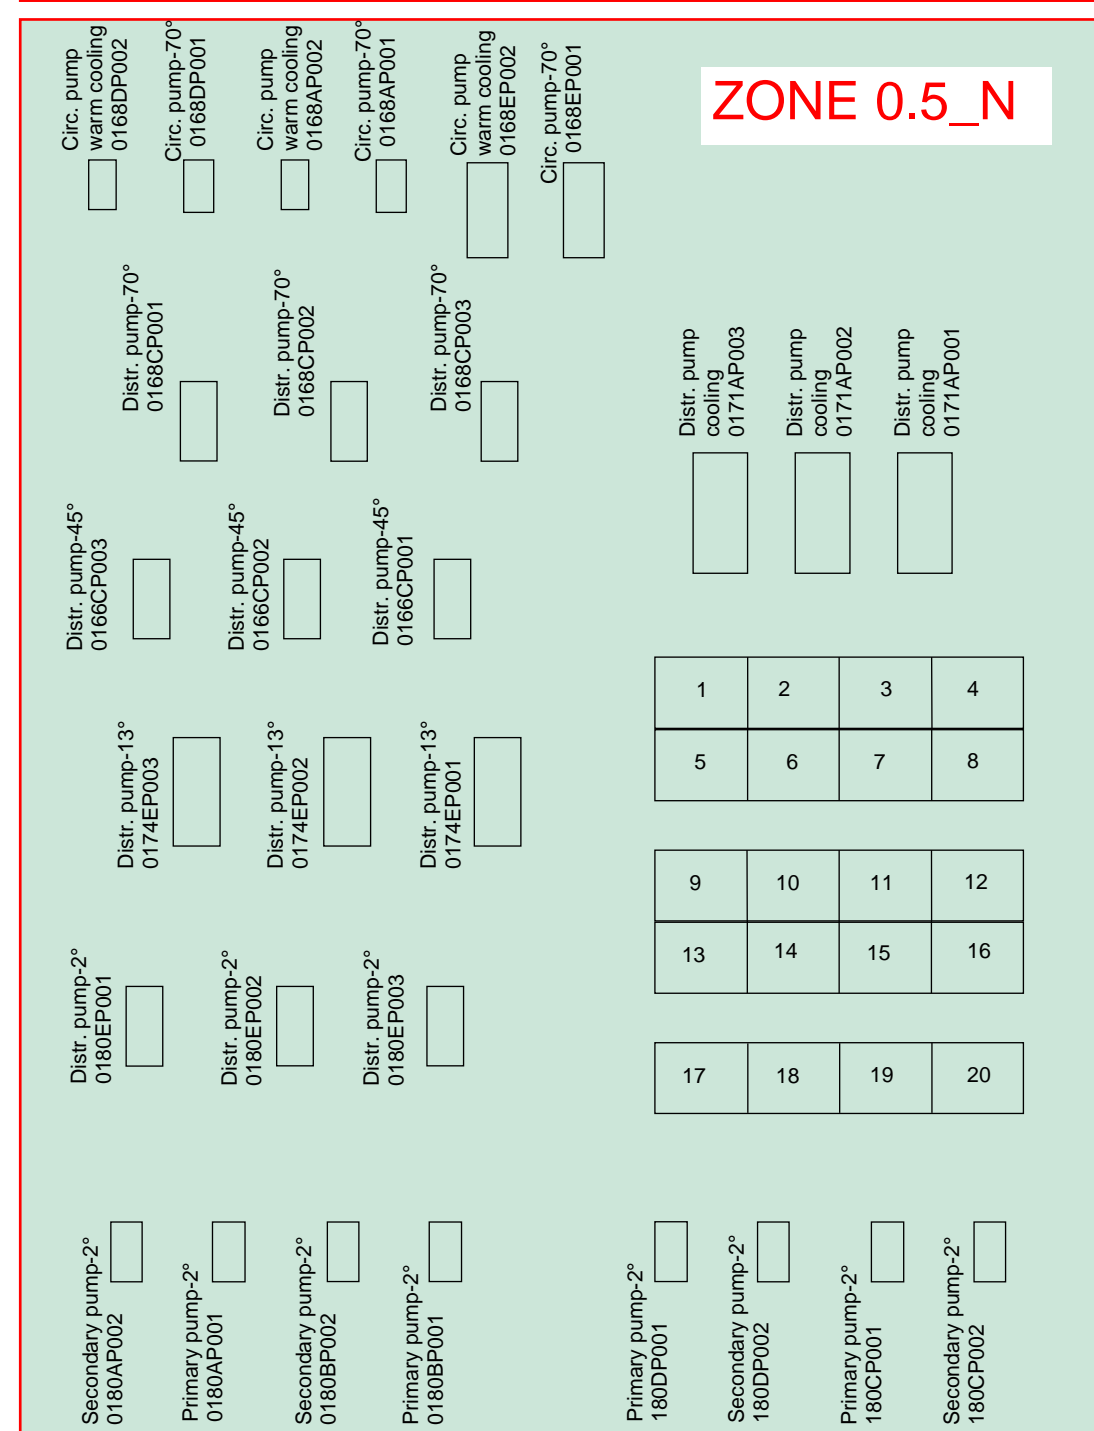 Circ. pump
warm cooling
0168DP002
Circ. pump-70°
0168DP001
Circ. pump
warm cooling
0168AP002
Circ. pump-70°
0168AP001
Circ. pump
warm cooling
0168EP002
Circ. pump-70°
0168EP001
ZONE 0.5_N
Distr. pump-70°
0168CP001
Distr. pump-70°
0168CP002
Distr. pump-70°
0168CP003
Distr. pump
cooling
0171AP003
Distr. pump
cooling
0171AP002
Distr. pump
cooling
0171AP001
Distr. pump-45°
0166CP003
Distr. pump-45°
0166CP002
Distr. pump-45°
0166CP001
1 2 3 4
5 6 7 8
Distr. pump-13°
0174EP003
Distr. pump-13°
0174EP002
Distr. pump-13°
0174EP001
9 10 11 12
13 14 15 16
Distr. pump-2°
0180EP001
Distr. pump-2°
0180EP002
Distr. pump-2°
0180EP003
17 18 19 20
Secondary pump-2°
0180AP002
Primary pump-2°
0180AP001
Secondary pump-2°
0180BP002
Primary pump-2°
0180BP001
Primary pump-2°
180DP001
Secondary pump-2°
180DP002
Primary pump-2°
180CP001
Secondary pump-2°
180CP002